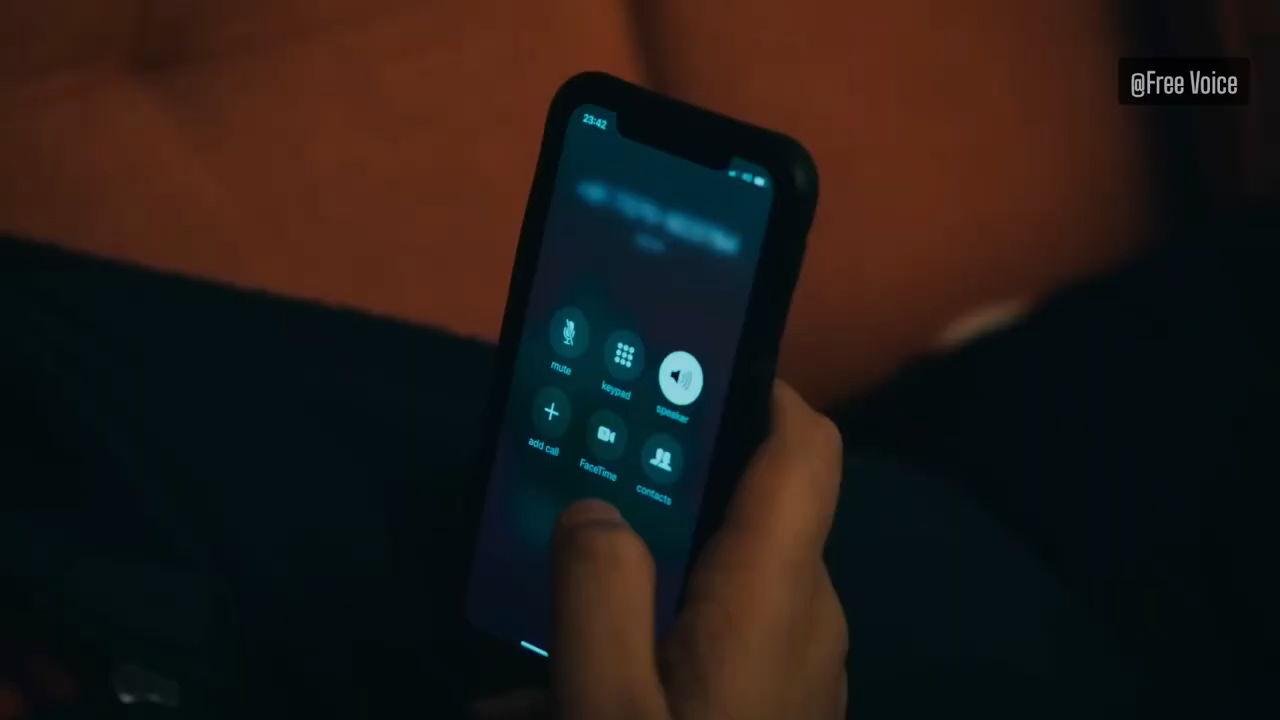 @Free Voice
23:42
mute
keypad
speaker
add call
FaceTime
contacts